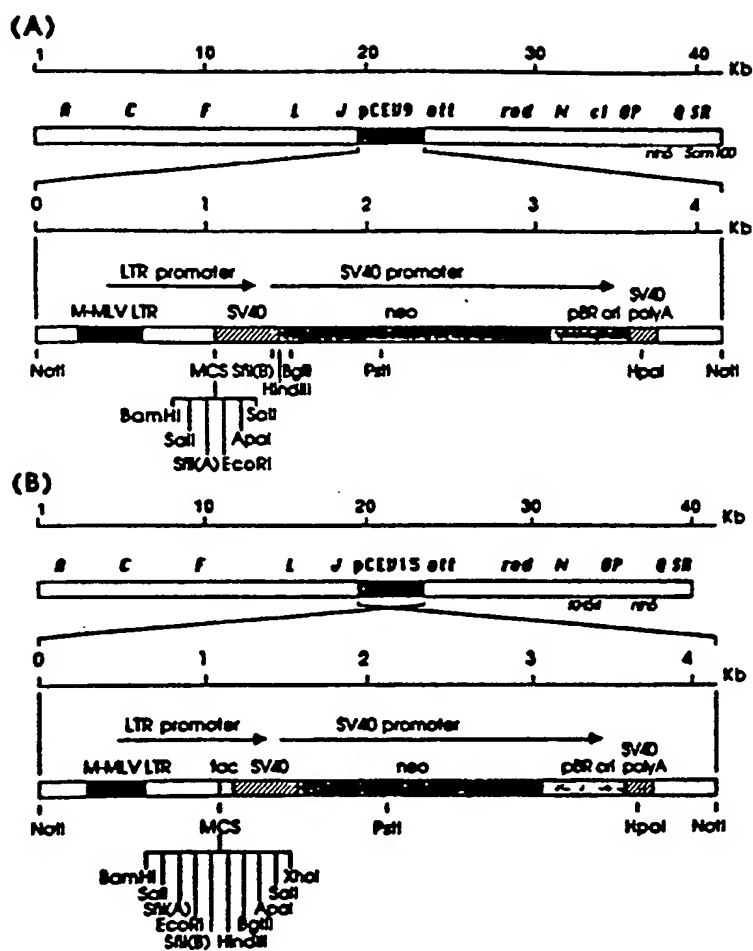 (A)
1 10 20 30 40 Kb
R C F L J pCEV9 att red N cI OP Q SR
nin5 Sam100
0 1 2 3 4 Kb
LTR promoter SV40 promoter
M-MLV LTR SV40 neo pBR ori SV40 polyA
NotI MCS SfiI(B) BglII PstI HpaI NotI
HindIII
BamHI SalI
SalI ApaI
SfiI(A) EcoRI
(B)
1 10 20 30 40 Kb
R C F L J pCEV15 att red N OP Q SR
nin5
0 1 2 3 4 Kb
LTR promoter SV40 promoter
M-MLV LTR SV40 neo pBR ori SV40 polyA
NotI MCS PstI XpoI NotI
BamHI XhoI
SalI SalI
SfiI(A) ApaI
EcoRI BglII
SfiI(B) HindIII